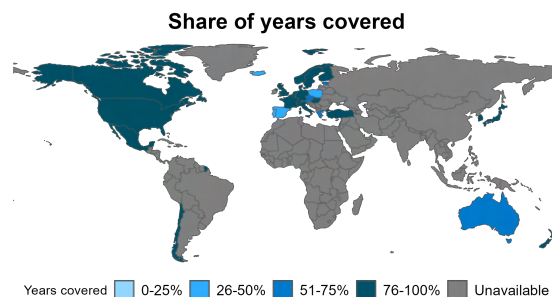 Share of years covered
Years covered 0-25% 26-50% 51-75% 76-100% Unavailable